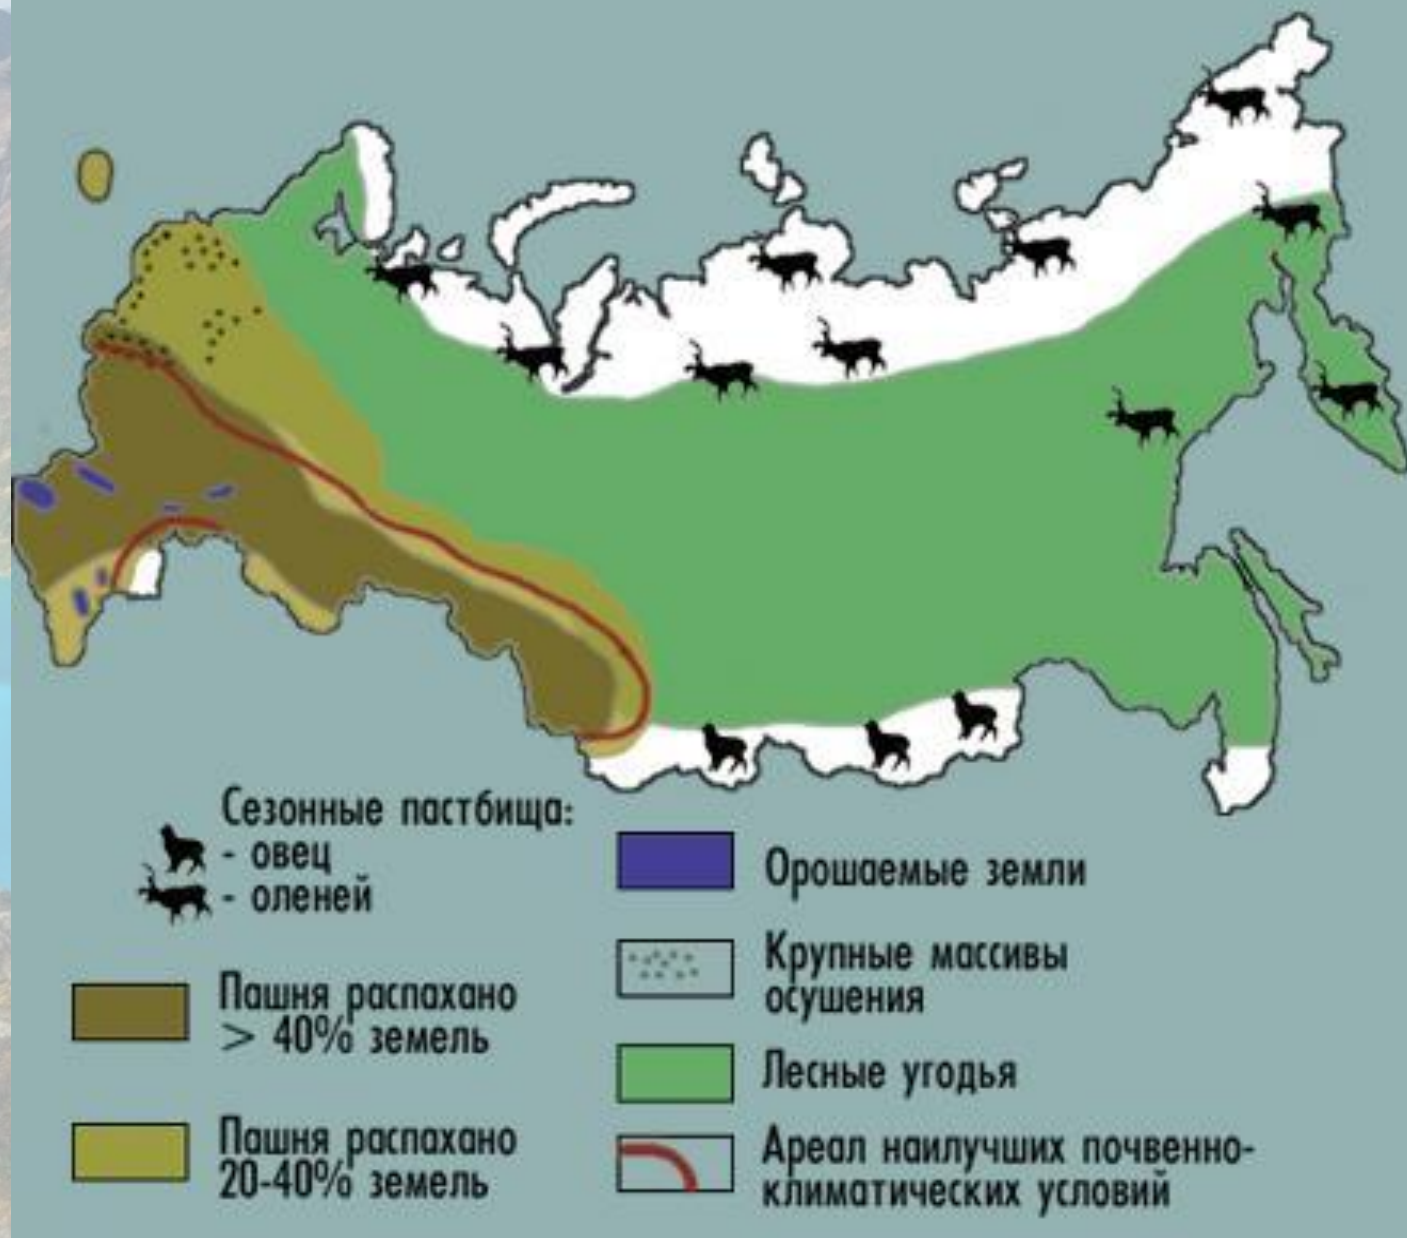 Сезонные пастбища:
- овец
- оленей
Пашня распахано
> 40% земель
Пашня распахано
20-40% земель
Орошаемые земли
Крупные массивы
осушения
Лесные угодья
Ареал наилучших почвенно-
климатических условий